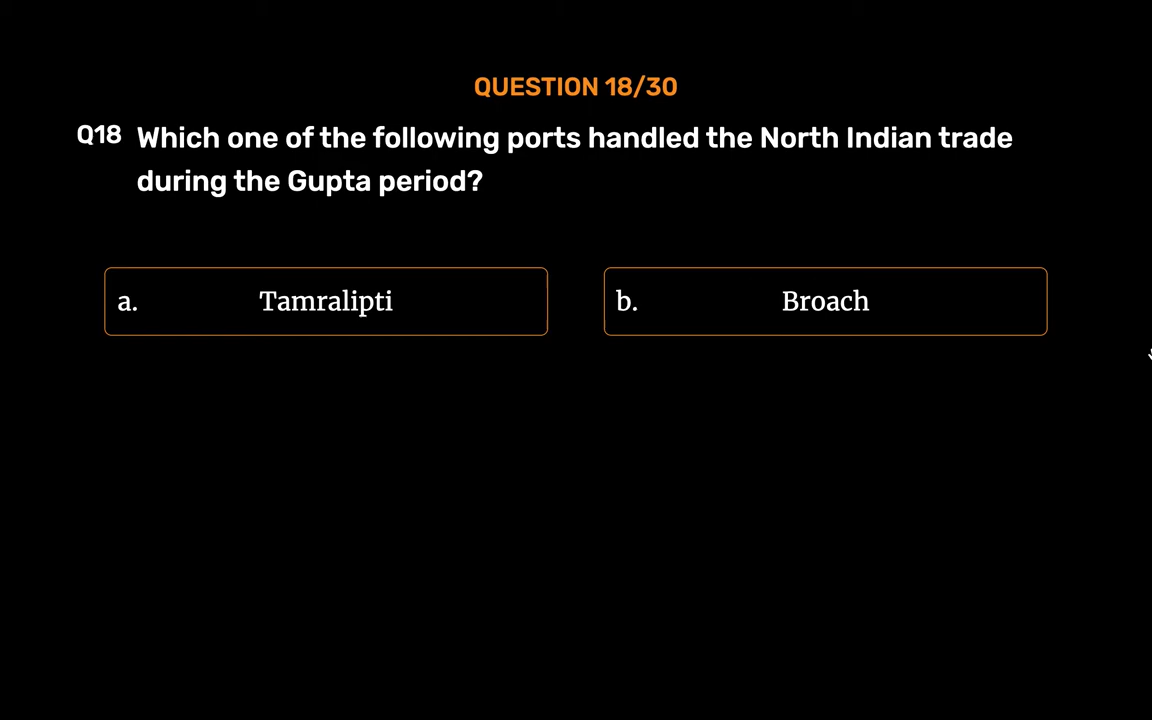 QUESTION 18/30
Q18 Which one of the following ports handled the North Indian trade
during the Gupta period?
a. Tamralipti
b. Broach